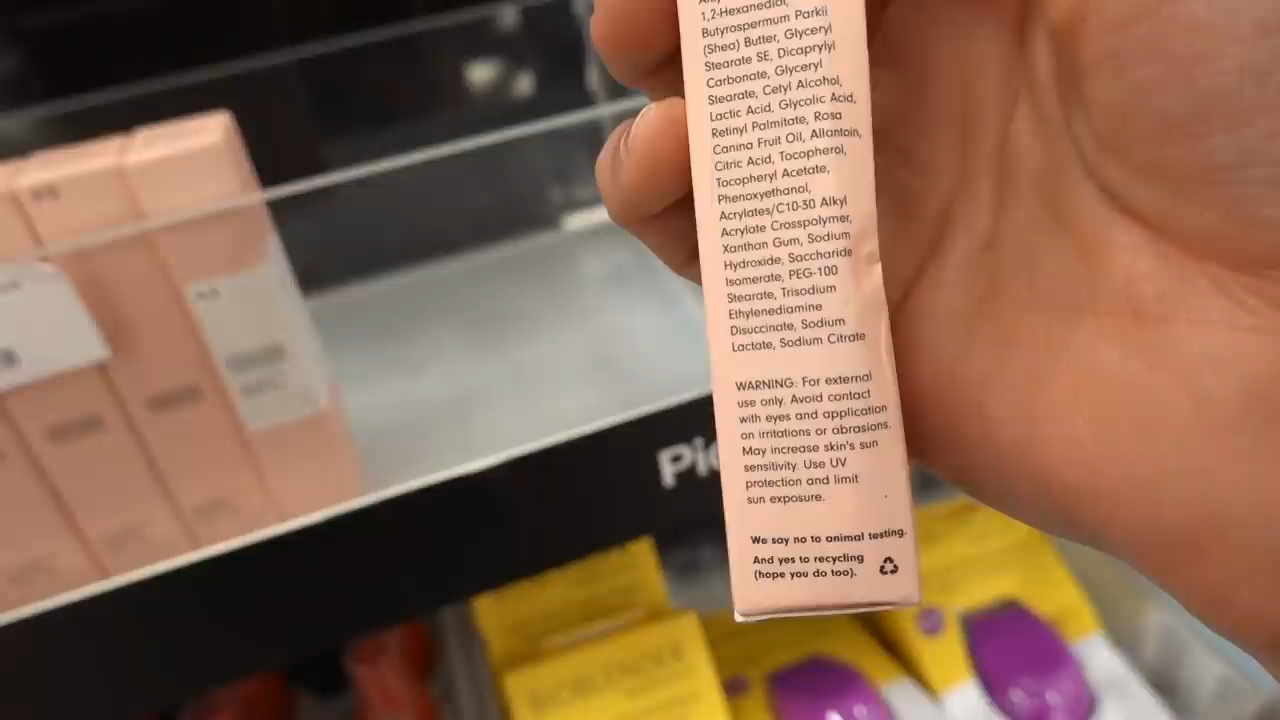 1,2-Hexanediol,
Butyrospermum Parkii
(Shea) Butter, Glyceryl
Stearate SE, Dicaprylyl
Carbonate, Glyceryl
Stearate, Cetyl Alcohol,
Lactic Acid, Glycolic Acid,
Retinyl Palmitate, Rosa
Canina Fruit Oil, Allantoin,
Citric Acid, Tocopherol,
Tocopheryl Acetate,
Phenoxyethanol,
Acrylates/C10-30 Alkyl
Acrylate Crosspolymer,
Xanthan Gum, Sodium
Hydroxide, Saccharide
Isomerate, PEG-100
Stearate, Trisodium
Ethylenediamine
Disuccinate, Sodium
Lactate, Sodium Citrate
WARNING: For external
use only. Avoid contact
with eyes and application
on irritations or abrasions.
May increase skin's sun
sensitivity. Use UV
protection and limit
sun exposure.
We say no to animal testing.
And yes to recycling
(hope you do too).